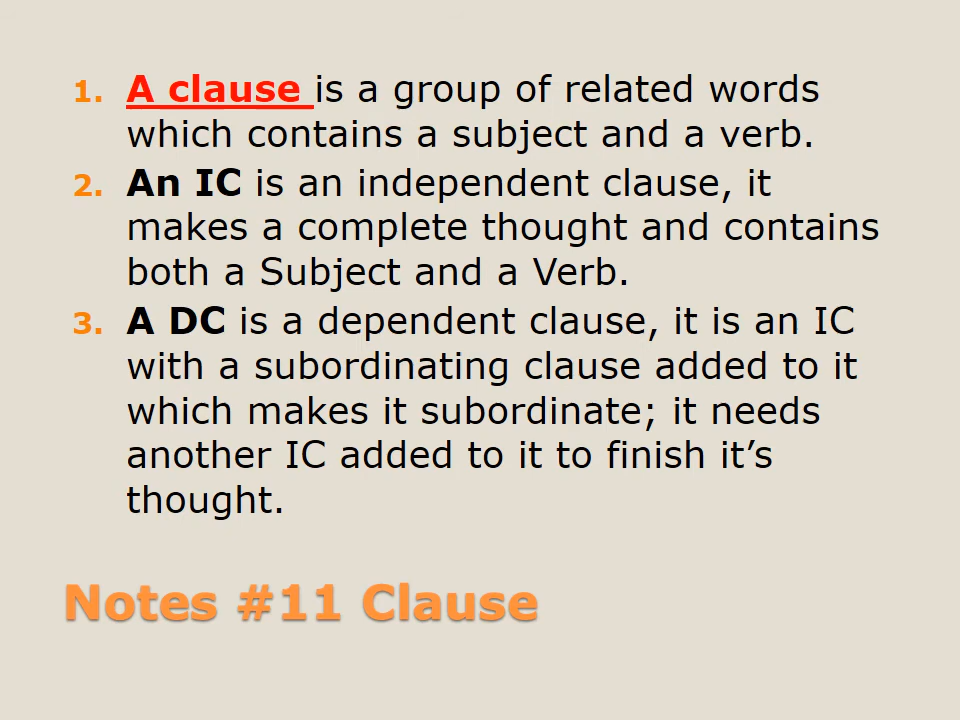 1. A clause is a group of related words
which contains a subject and a verb.
2. An IC is an independent clause, it
makes a complete thought and contains
both a Subject and a Verb.
3. A DC is a dependent clause, it is an IC
with a subordinating clause added to it
which makes it subordinate; it needs
another IC added to it to finish it’s
thought.
Notes #11 Clause